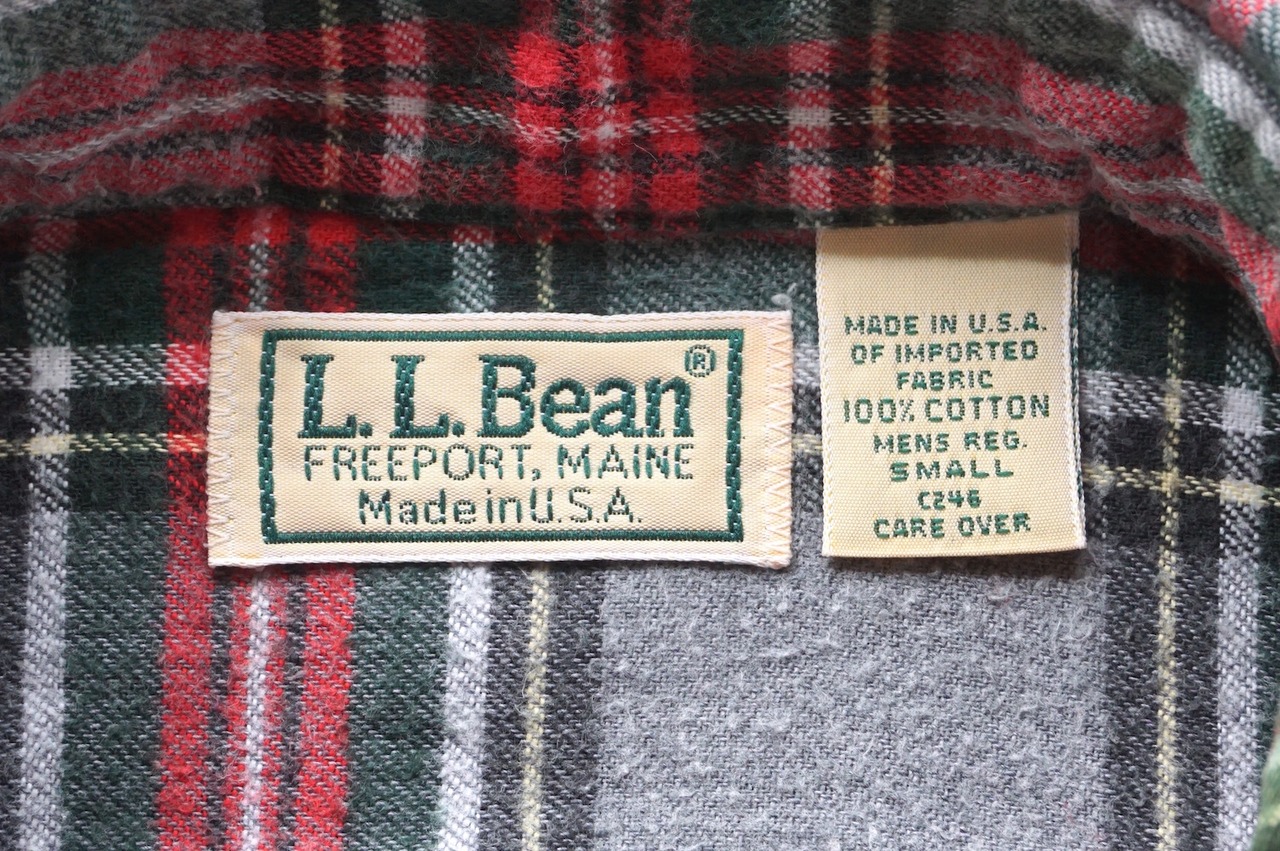 L.L.Bean®
FREEPORT, MAINE
Made in U.S.A.
MADE IN U.S.A.
OF IMPORTED
FABRIC
100% COTTON
MENS REG.
SMALL
C246
CARE OVER